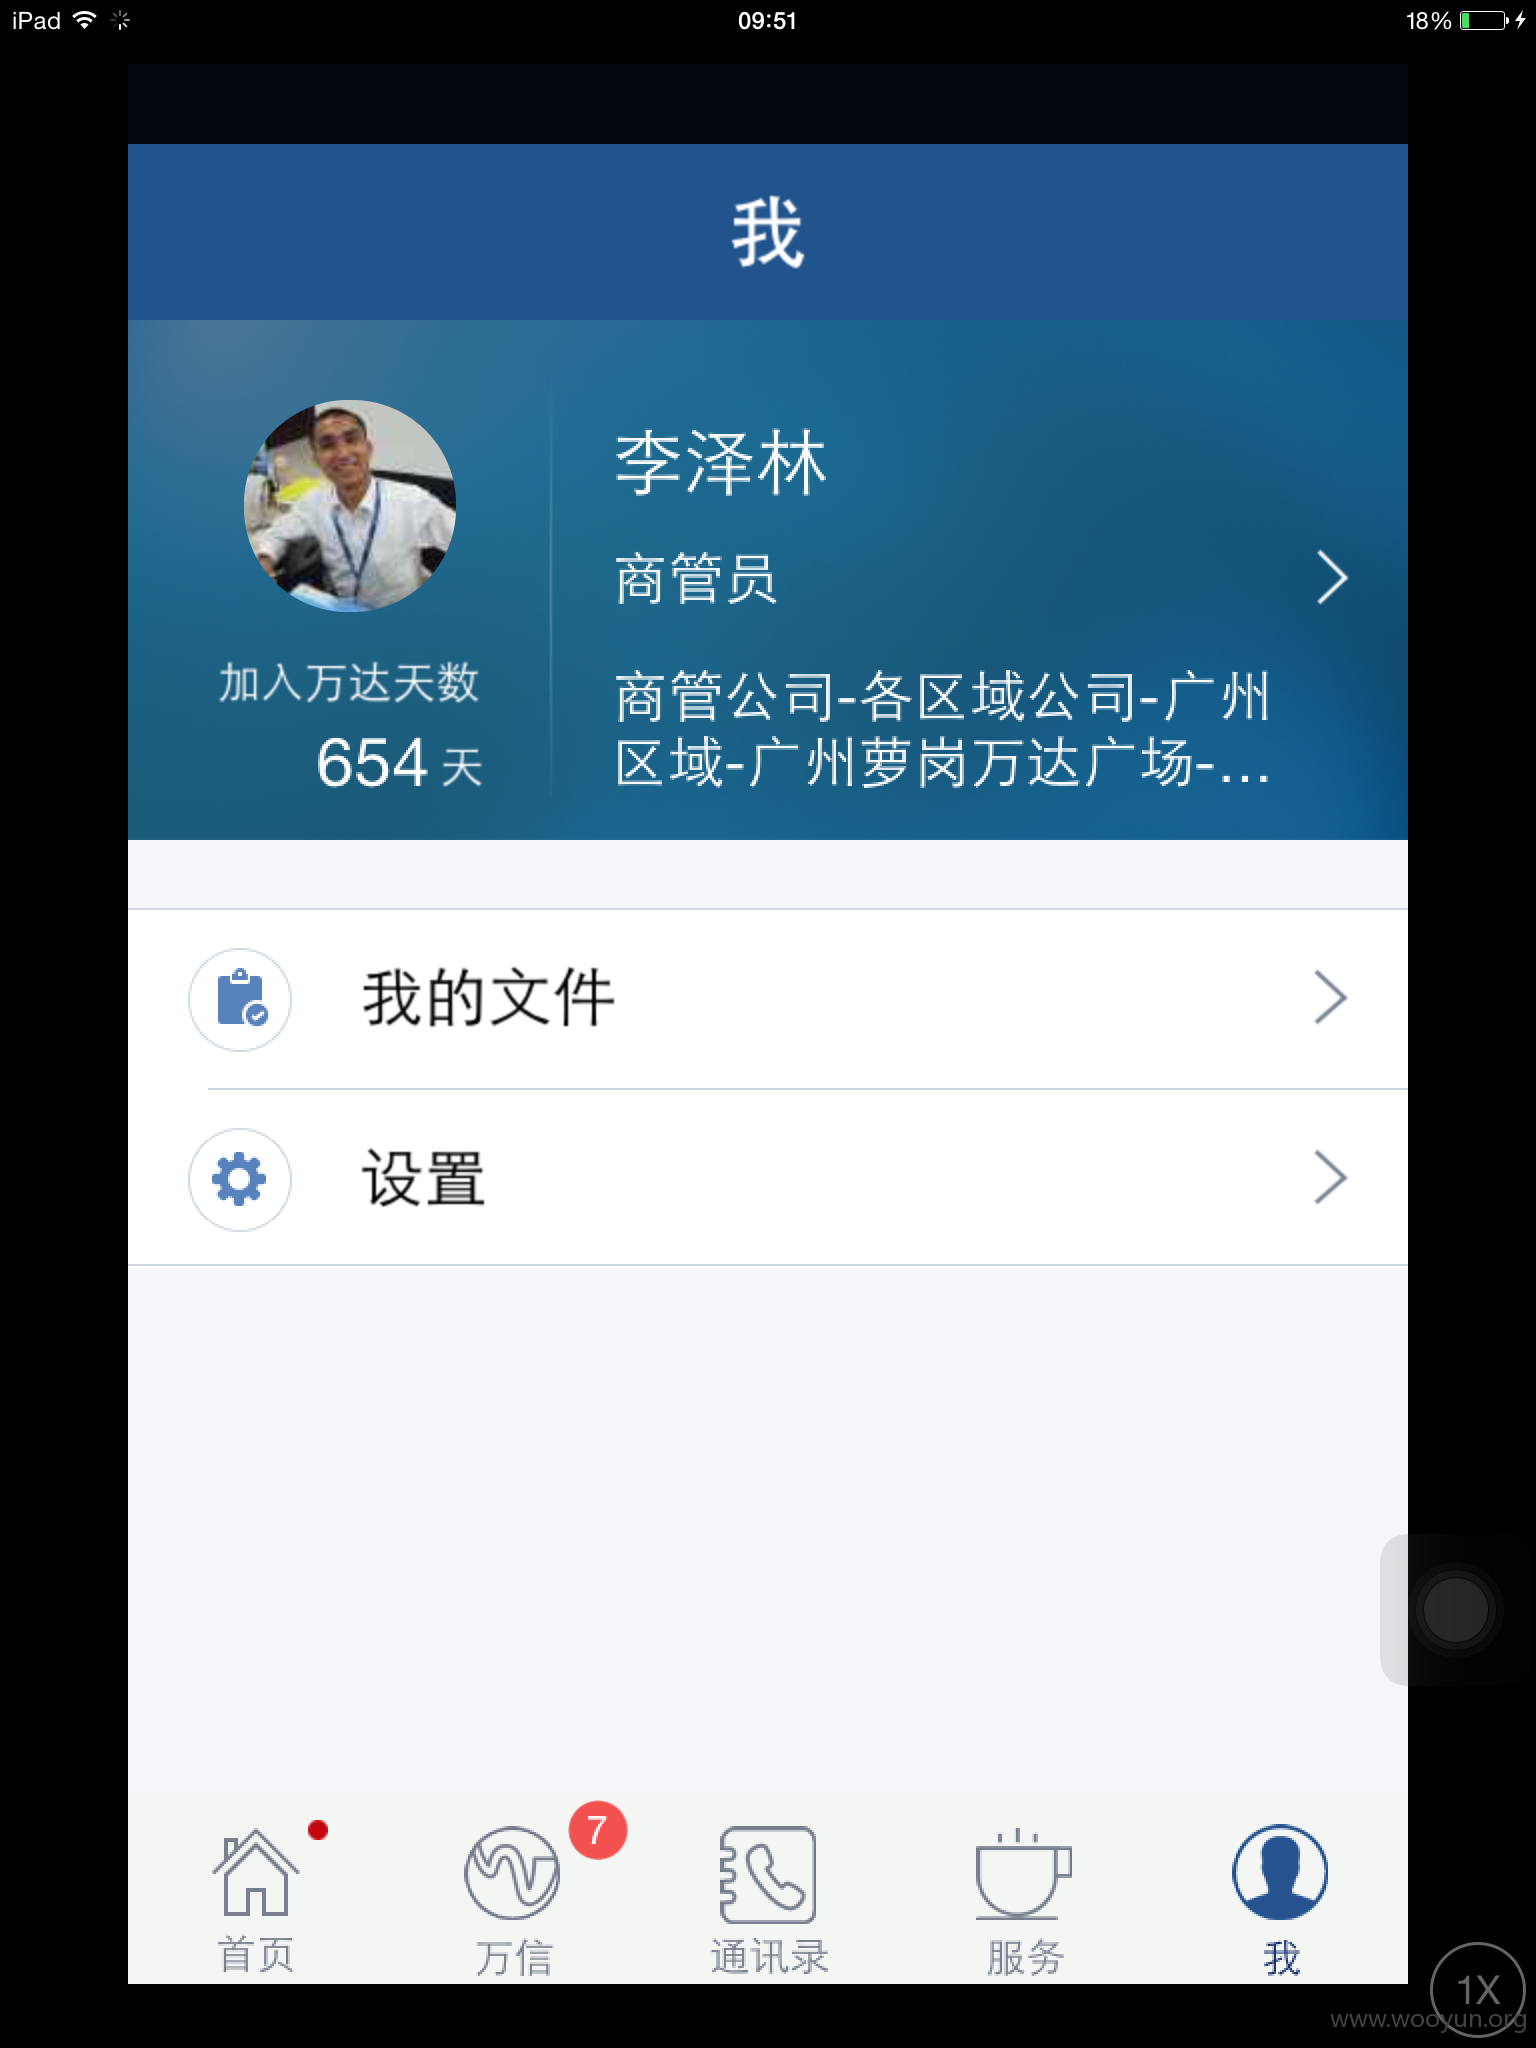 iPad 09:51 18%
我
李泽林
商管员
加入万达天数
654 天
商管公司-各区域公司-广州
区域-广州萝岗万达广场-...
我的文件
设置
7
首页 万信 通讯录 服务 我
1X
www.wooyun.org